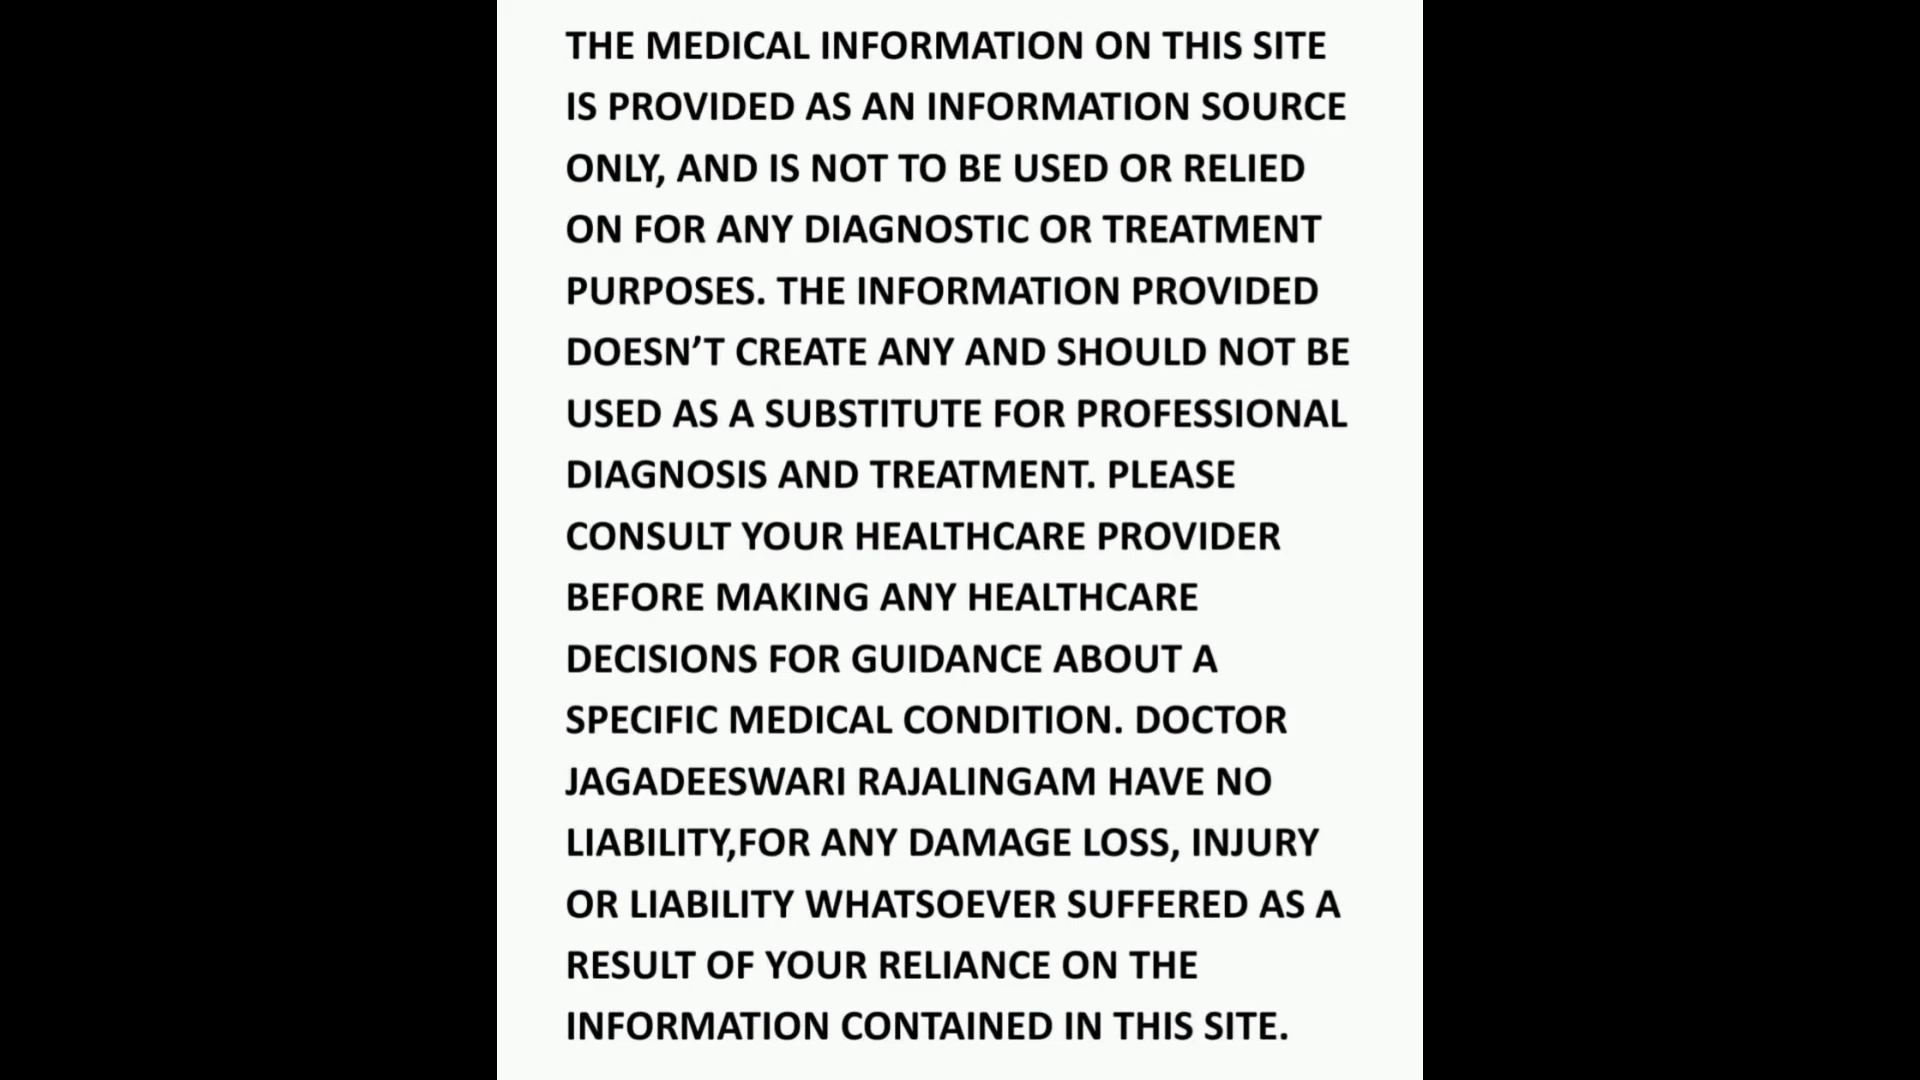 THE MEDICAL INFORMATION ON THIS SITE
IS PROVIDED AS AN INFORMATION SOURCE
ONLY, AND IS NOT TO BE USED OR RELIED
ON FOR ANY DIAGNOSTIC OR TREATMENT
PURPOSES. THE INFORMATION PROVIDED
DOESN’T CREATE ANY AND SHOULD NOT BE
USED AS A SUBSTITUTE FOR PROFESSIONAL
DIAGNOSIS AND TREATMENT. PLEASE
CONSULT YOUR HEALTHCARE PROVIDER
BEFORE MAKING ANY HEALTHCARE
DECISIONS FOR GUIDANCE ABOUT A
SPECIFIC MEDICAL CONDITION. DOCTOR
JAGADEESWARI RAJALINGAM HAVE NO
LIABILITY,FOR ANY DAMAGE LOSS, INJURY
OR LIABILITY WHATSOEVER SUFFERED AS A
RESULT OF YOUR RELIANCE ON THE
INFORMATION CONTAINED IN THIS SITE.